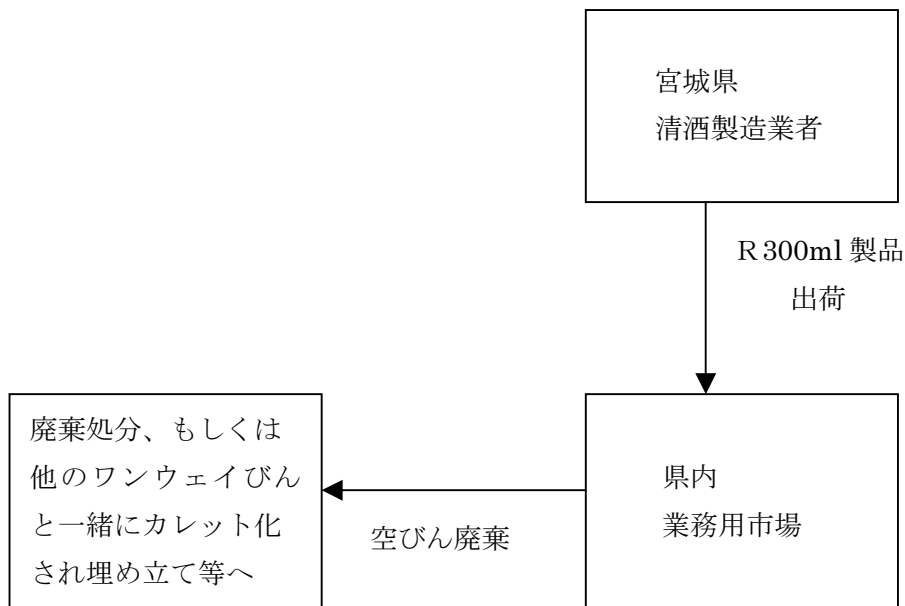 宮城県
清酒製造業者
Ｒ300ml 製品
出荷
廃棄処分、もしくは
他のワンウェイびん
と一緒にカレット化
され埋め立て等へ
空びん廃棄
県内
業務用市場